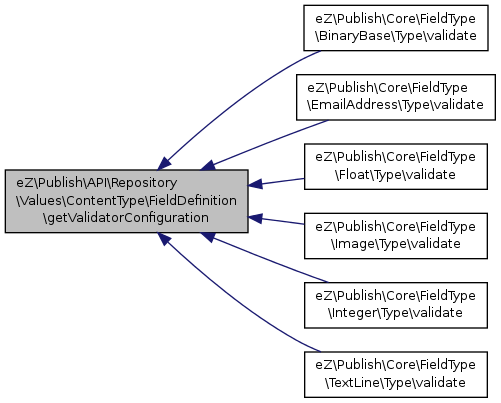 eZ\Publish\Core\FieldType
\BinaryBase\Type\validate
eZ\Publish\Core\FieldType
\EmailAddress\Type\validate
eZ\Publish\Core\FieldType
\Float\Type\validate
eZ\Publish\API\Repository
\Values\ContentType\FieldDefinition
\getValidatorConfiguration
eZ\Publish\Core\FieldType
\Image\Type\validate
eZ\Publish\Core\FieldType
\Integer\Type\validate
eZ\Publish\Core\FieldType
\TextLine\Type\validate